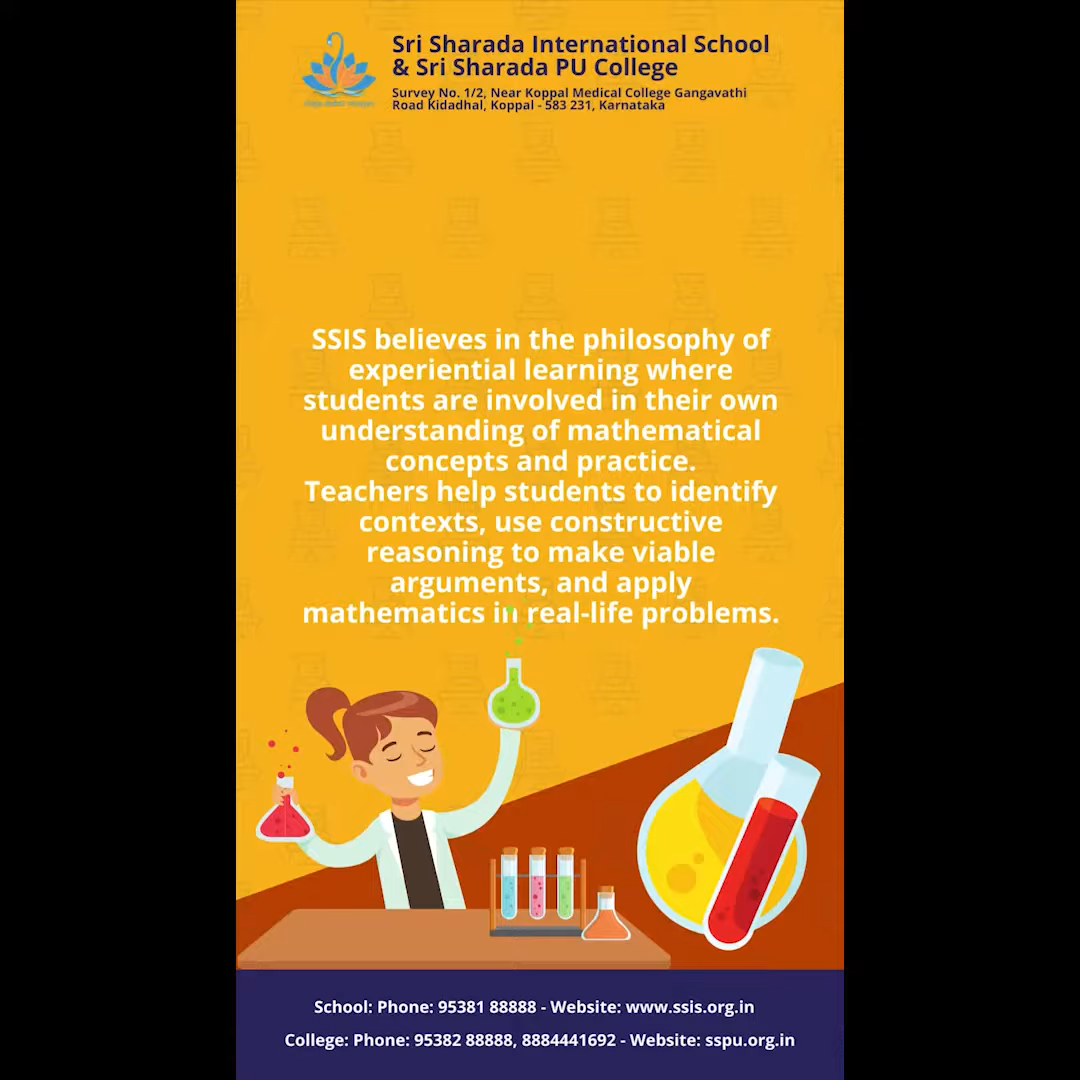 Sri Sharada International School
& Sri Sharada PU College
Survey No. 1/2, Near Koppal Medical College Gangavathi
Road Kidadhal, Koppal - 583 231, Karnataka
SSIS believes in the philosophy of
experiential learning where
students are involved in their own
understanding of mathematical
concepts and practice.
Teachers help students to identify
contexts, use constructive
reasoning to make viable
arguments, and apply
mathematics in real-life problems.
School: Phone: 95381 88888 - Website: www.ssis.org.in
College: Phone: 95382 88888, 8884441692 - Website: sspu.org.in